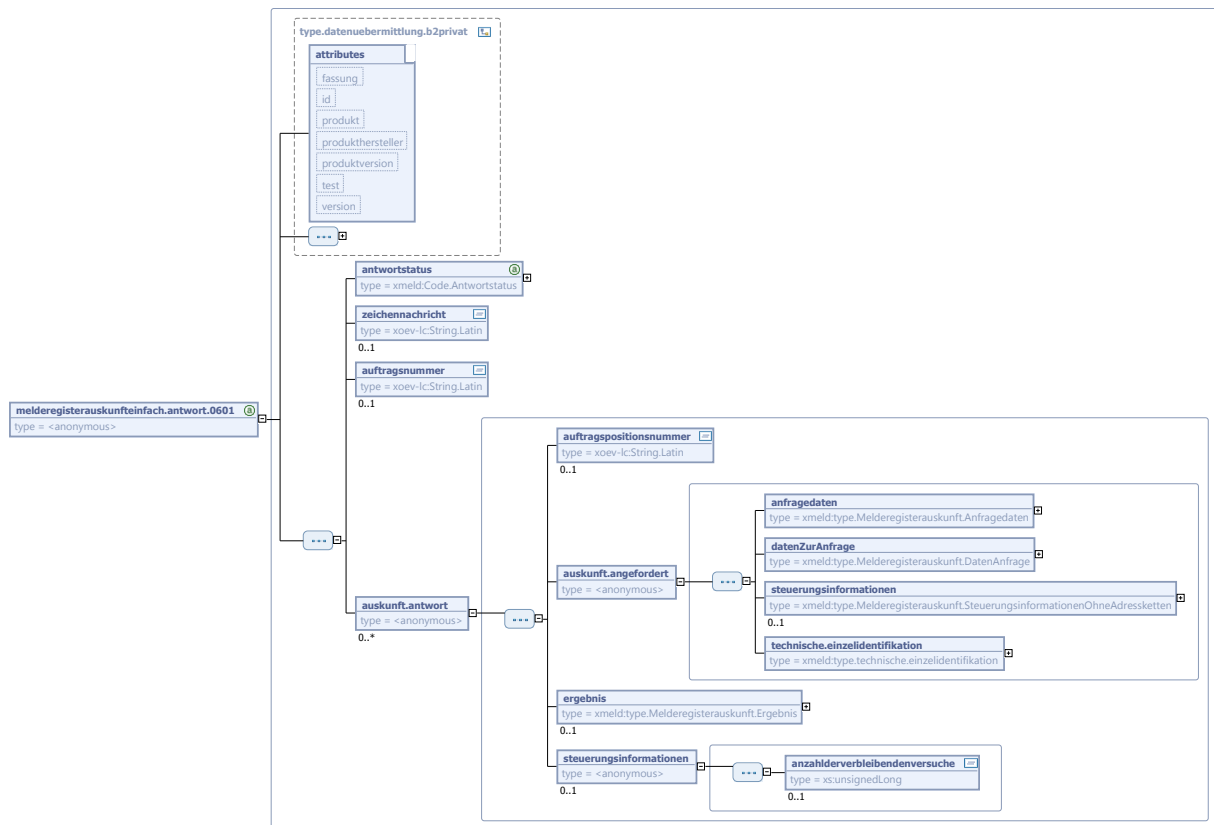 type.datenuebermittlung.b2privat
attributes
fassung
id
produkt
produkthersteller
produktversion
test
version
antwortstatus
type = xmeld:Code.Antwortstatus
zeichennachricht
type = xoev-lc:String.Latin
0..1
auftragsnummer
type = xoev-lc:String.Latin
0..1
melderegisterauskunfteinfach.antwort.0601
type = <anonymous>
auskunft.antwort
type = <anonymous>
0..*
auftragspositionsnummer
type = xoev-lc:String.Latin
0..1
auskunft.angefordert
type = <anonymous>
anfragedaten
type = xmeld:type.Melderegisterauskunft.Anfragedaten
datenZurAnfrage
type = xmeld:type.Melderegisterauskunft.DatenAnfrage
steuerungsinformationen
type = xmeld:type.Melderegisterauskunft.SteuerungsinformationenOhneAdressketten
0..1
technische.einzelidentifikation
type = xmeld:type.technische.einzelidentifikation
ergebnis
type = xmeld:type.Melderegisterauskunft.Ergebnis
0..1
steuerungsinformationen
type = <anonymous>
0..1
anzahlderverbleibendenversuche
type = xs:unsignedLong
0..1